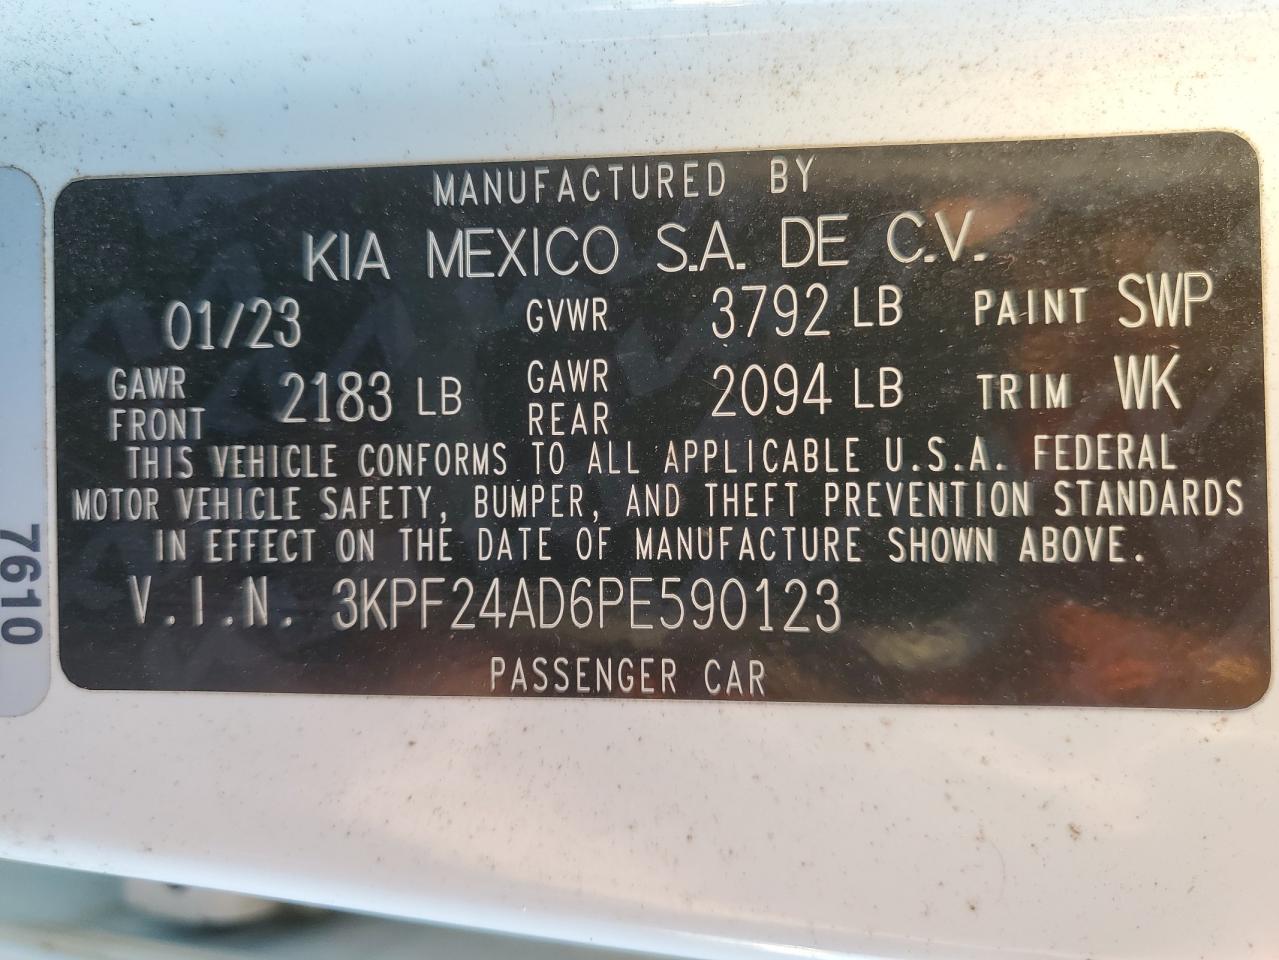 MANUFACTURED BY
KIA MEXICO S.A. DE C.V.
01/23 GVWR 3792 LB PAINT SWP
GAWR FRONT 2183 LB GAWR REAR 2094 LB TRIM WK
THIS VEHICLE CONFORMS TO ALL APPLICABLE U.S.A. FEDERAL
MOTOR VEHICLE SAFETY, BUMPER, AND THEFT PREVENTION STANDARDS
IN EFFECT ON THE DATE OF MANUFACTURE SHOWN ABOVE.
V.I.N. 3KPF24AD6PE590123
PASSENGER CAR
7610